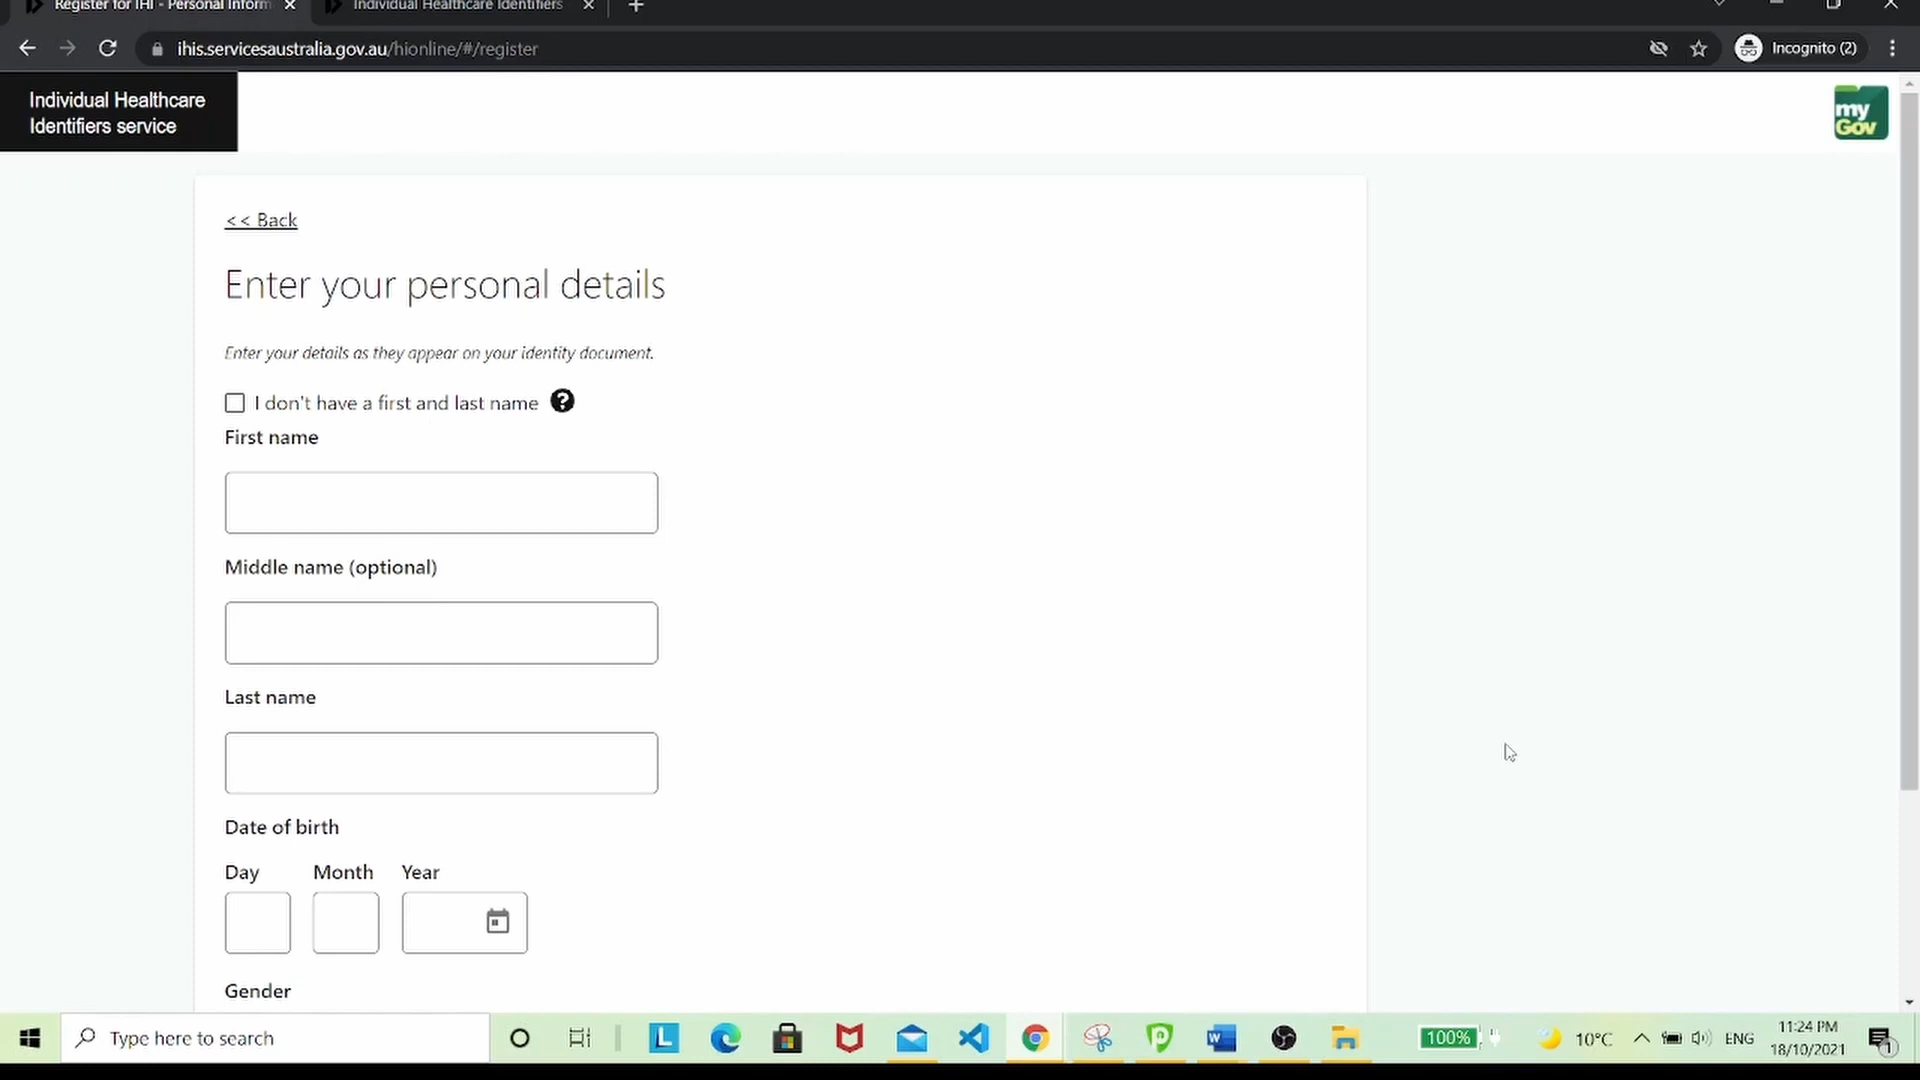 Register for IHI - Personal Inform
Individual Healthcare Identifiers
ihis.servicesaustralia.gov.au/hionline/#/register
Incognito (2)
Individual Healthcare
Identifiers service
my
Gov
<< Back
Enter your personal details
Enter your details as they appear on your identity document.
I don't have a first and last name
First name
Middle name (optional)
Last name
Date of birth
Day Month Year
Gender
Type here to search
100%
10°C
ENG
11:24 PM
18/10/2021
1